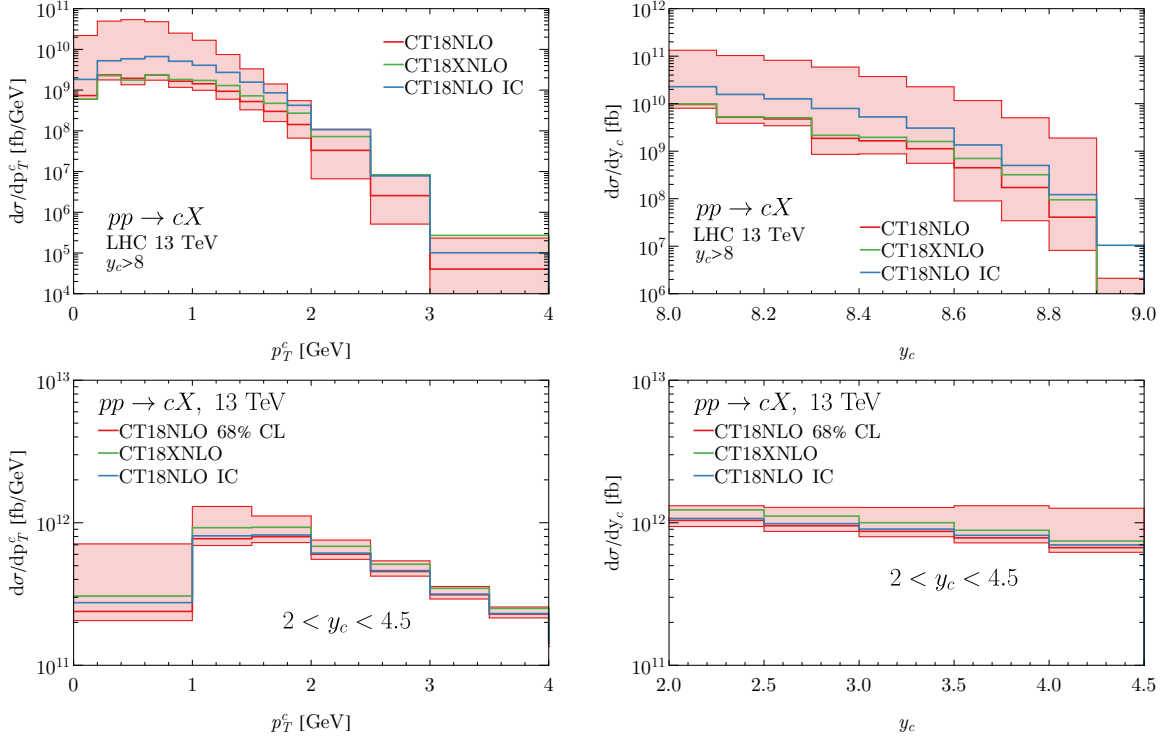 10^11
10^10
10^9
10^8
10^7
10^6
10^5
10^4
dσ/dp_T^c [fb/GeV]
CT18NLO
CT18XNLO
CT18NLO IC
pp → cX
LHC 13 TeV
y_c>8
0 1 2 3 4
p_T^c [GeV]
10^12
10^11
10^10
10^9
10^8
10^7
10^6
dσ/dy_c [fb]
pp → cX
LHC 13 TeV
y_c>8
CT18NLO
CT18XNLO
CT18NLO IC
8.0 8.2 8.4 8.6 8.8 9.0
y_c
10^13
10^12
10^11
dσ/dp_T^c [fb/GeV]
pp → cX, 13 TeV
CT18NLO 68% CL
CT18XNLO
CT18NLO IC
2 < y_c < 4.5
0 1 2 3 4
p_T^c [GeV]
10^13
10^12
10^11
dσ/dy_c [fb]
pp → cX, 13 TeV
CT18NLO 68% CL
CT18XNLO
CT18NLO IC
2 < y_c < 4.5
2.0 2.5 3.0 3.5 4.0 4.5
y_c